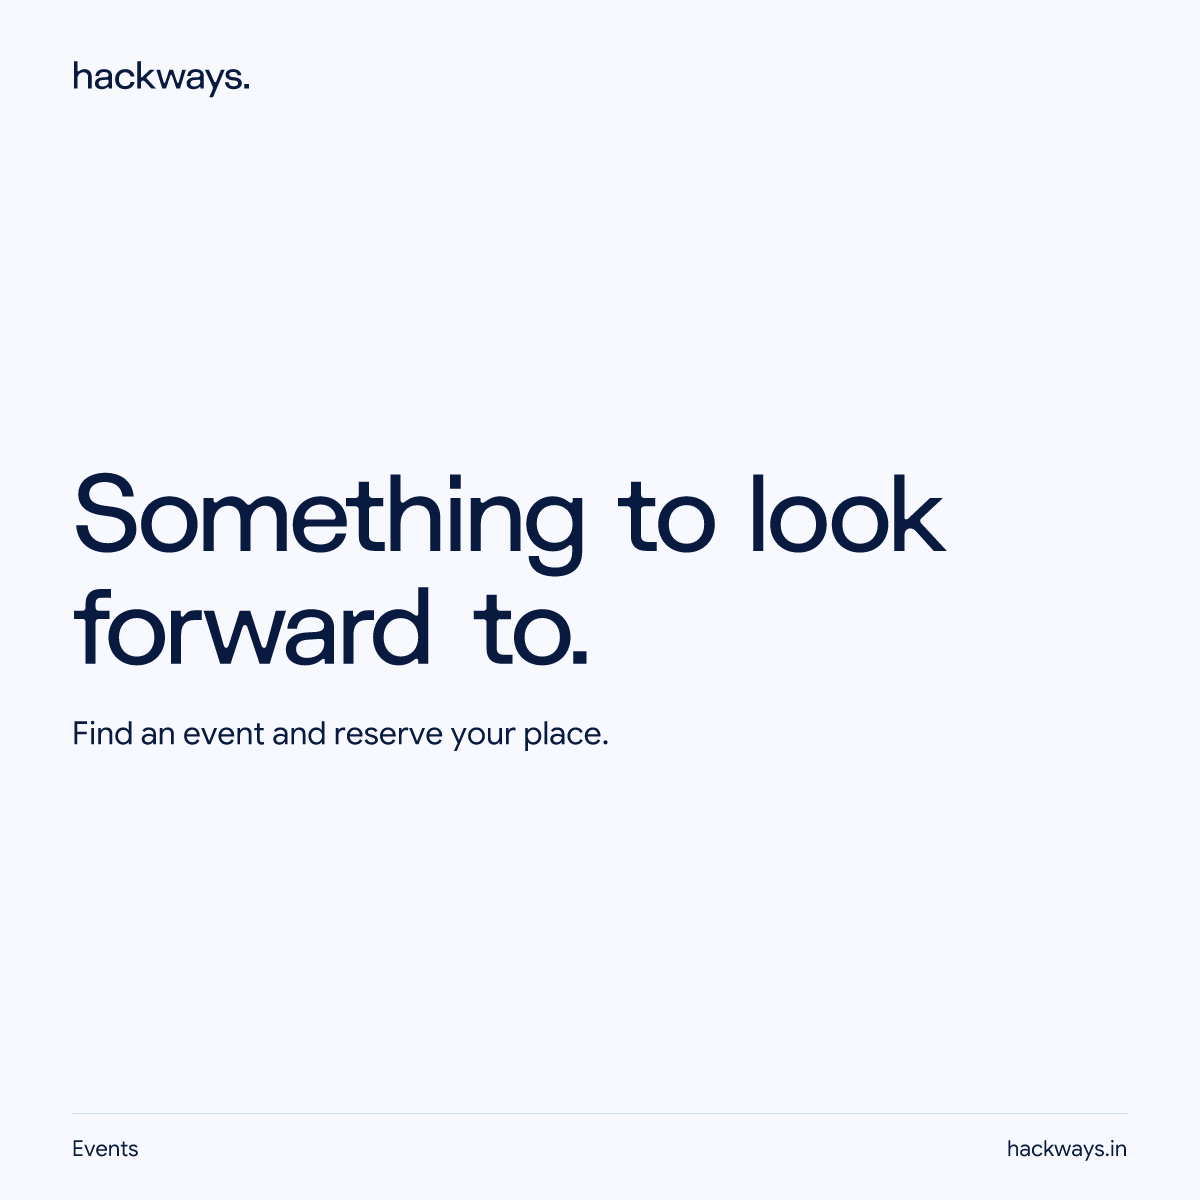 hackways.
Something to look
forward to.
Find an event and reserve your place.
Events
hackways.in